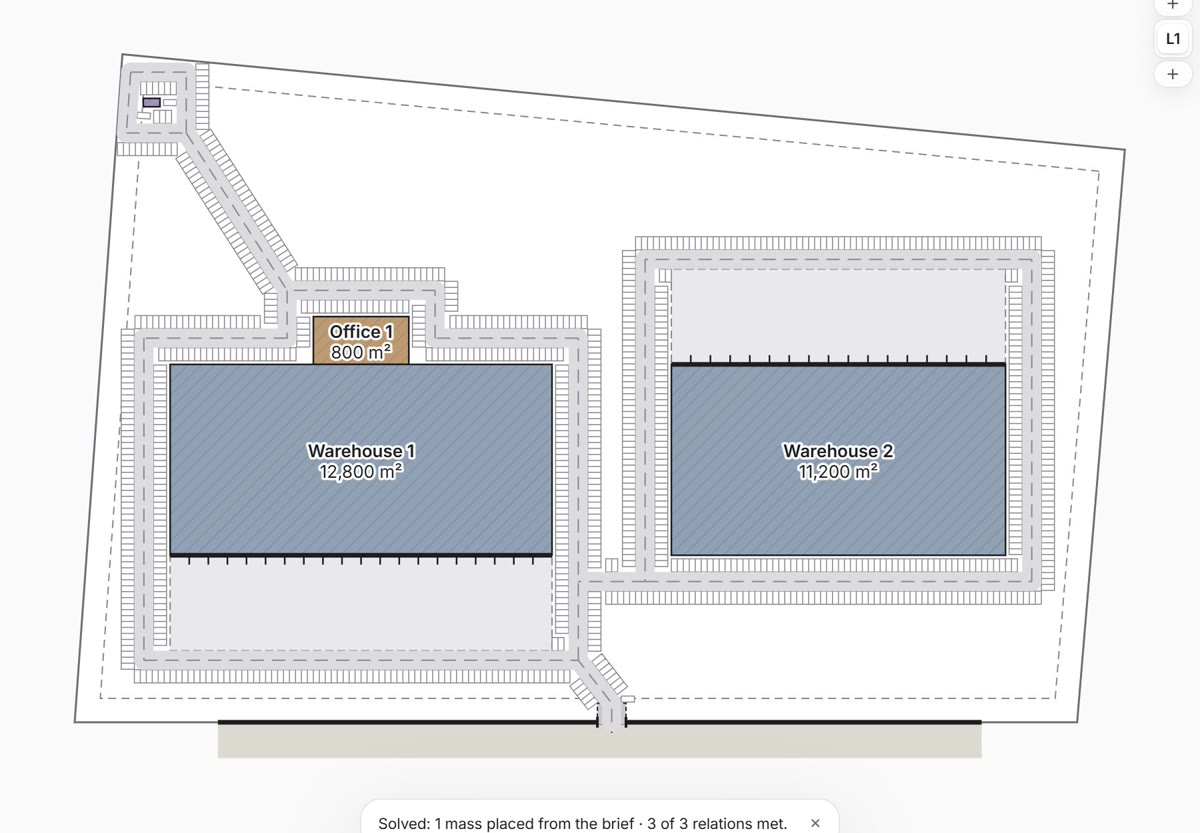 +
L1
+
Office 1
800 m²
Warehouse 1
12,800 m²
Warehouse 2
11,200 m²
Solved: 1 mass placed from the brief · 3 of 3 relations met. ×